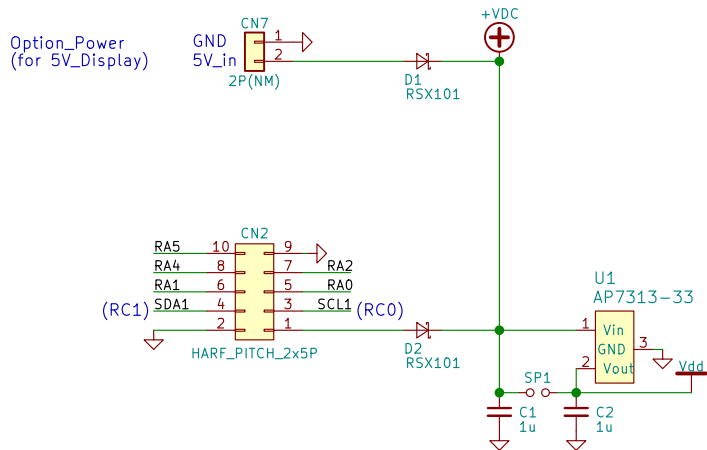 +VDC
CN7
Option_Power
(for 5V_Display)
GND
5V_in
1
2
2P(NM)
D1
RSX101
CN2
RA5
10
9
RA4
8
7
RA2
RA1
6
5
RA0
(RC1)
SDA1
4
3
SCL1
(RC0)
2
1
HARF_PITCH_2x5P
D2
RSX101
U1
AP7313-33
1
Vin
GND
3
2
Vout
Vdd
SP1
C1
1u
C2
1u